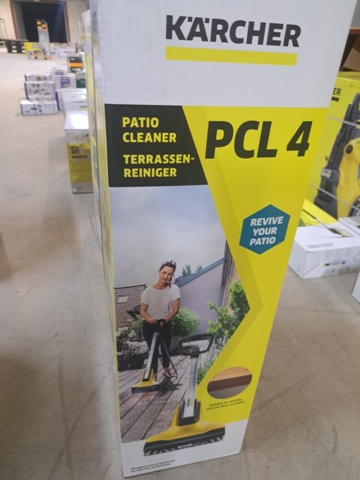 KÄRCHER
PATIO
CLEANER
TERRASSEN-
REINIGER
PCL 4
REVIVE
YOUR
PATIO